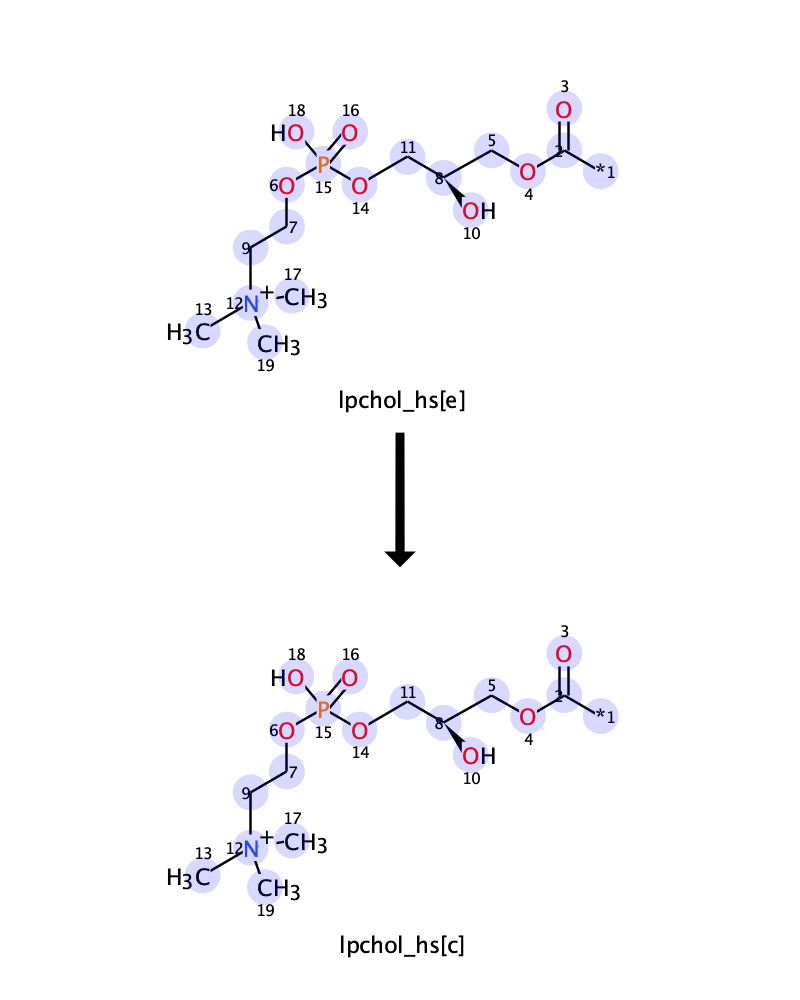 3
18 16
HO O O
11 5 2 *1
P
8
6O 15 O O
14 OH 4
7 10
9
17
13 12N+ CH3
H3C CH3
19
lpchol_hs[e]
3
18 16
HO O O
11 5 2 *1
P
8
6O 15 O O
14 OH 4
7 10
9
17
13 12N+ CH3
H3C CH3
19
lpchol_hs[c]